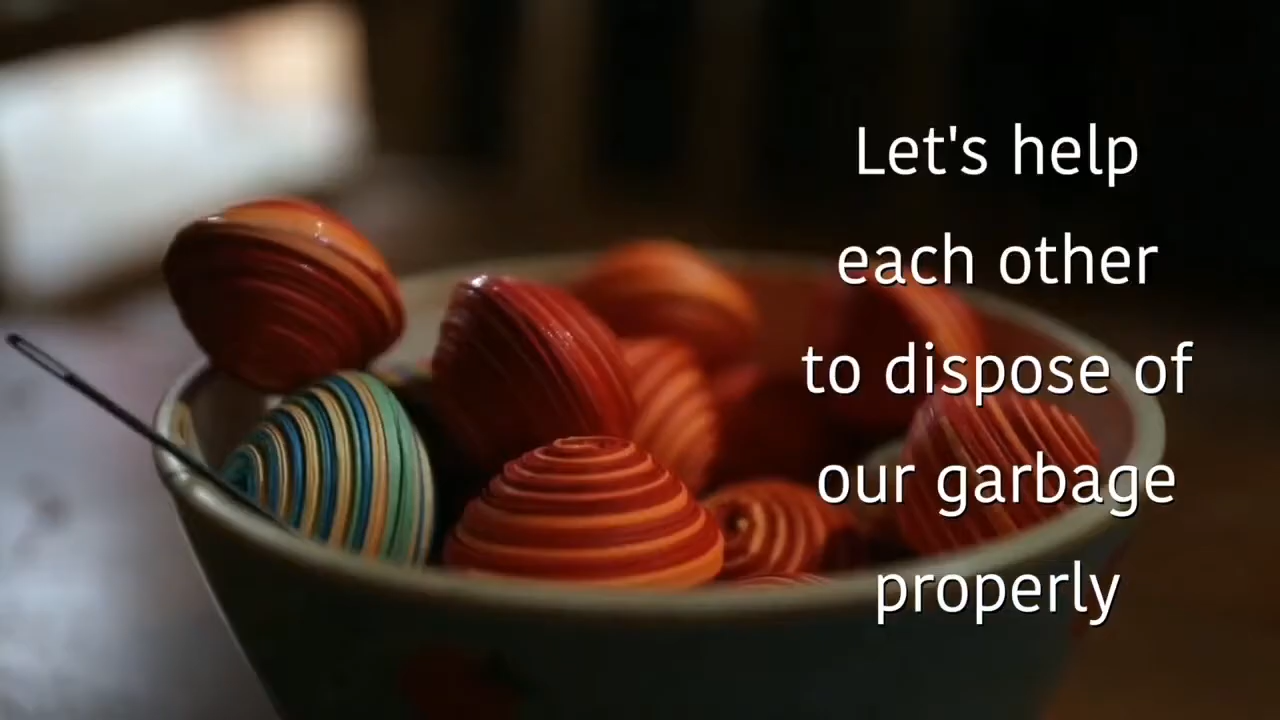 Let's help
each other
to dispose of
our garbage
properly